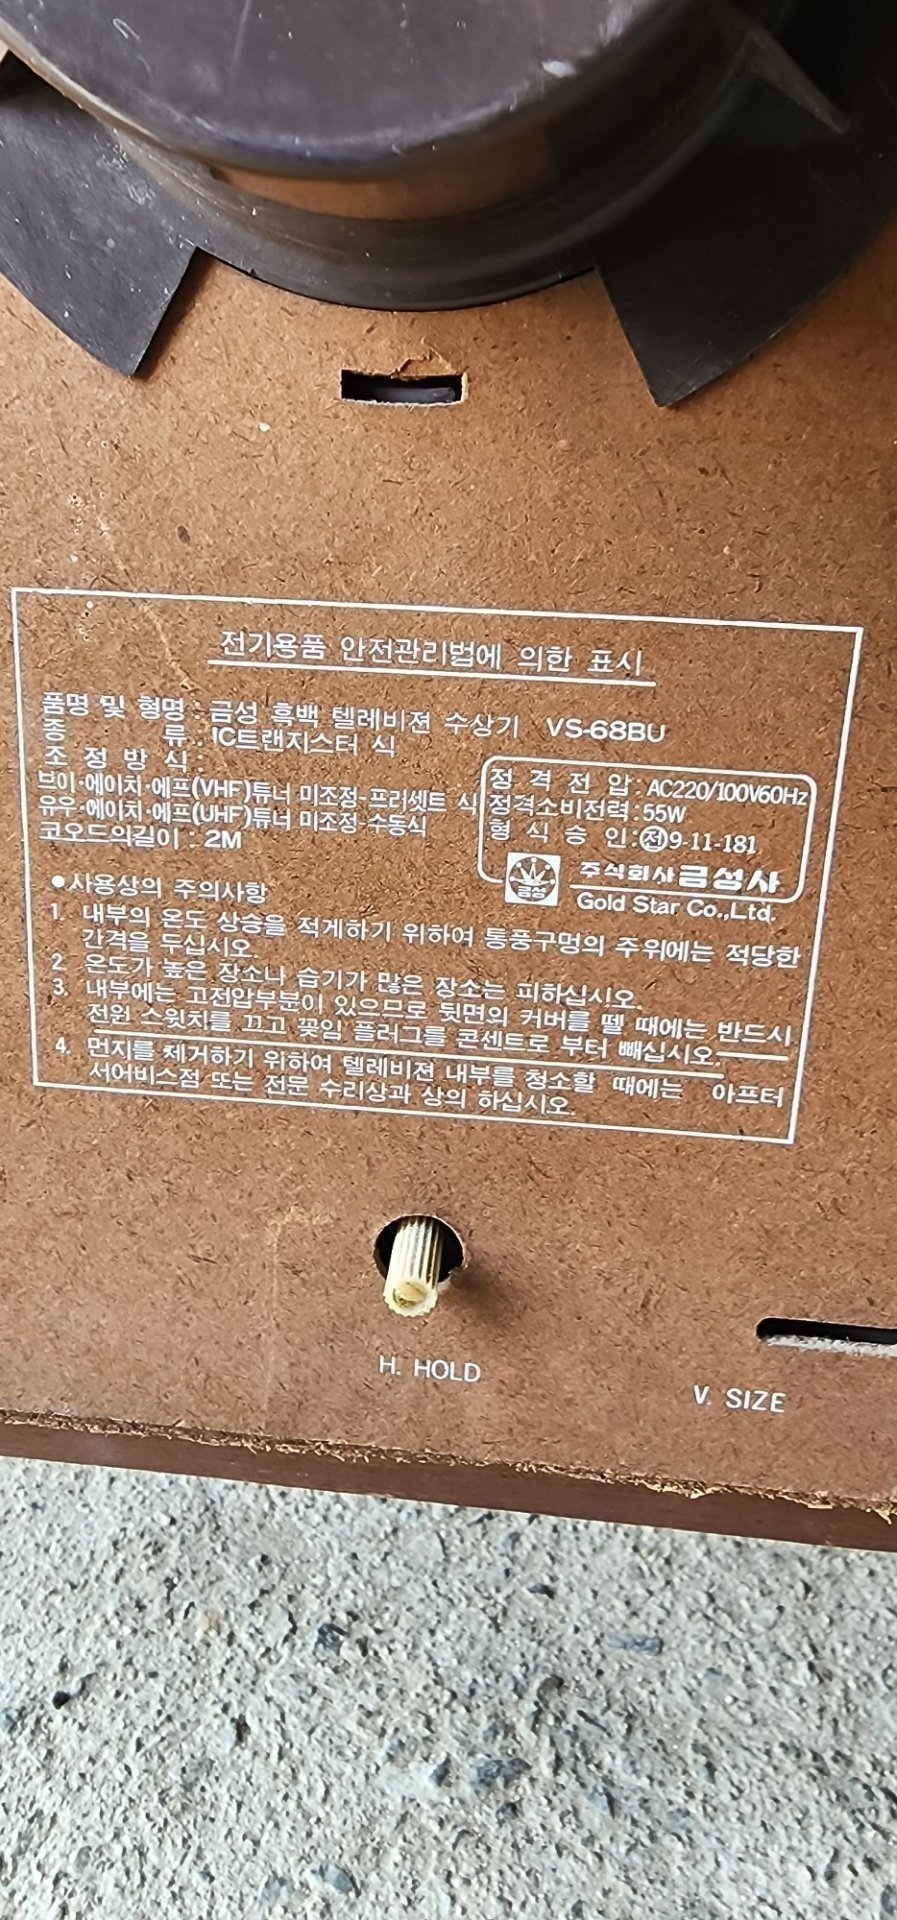 전기용품 안전관리법에 의한 표시
품명 및 형명 : 금성 흑백 텔레비젼 수상기 VS-68BU
종 류 : IC트랜지스터 식
조 정 방 식 :
브이·에이치·에프(VHF)튜너 미조정-프러셋트 식
유우·에이치·에프(UHF)튜너 미조정-수동식
코오드의길이 : 2M
정 격 전 압 : AC220/100V60Hz
정격소비전력 : 55W
형 식 승 인 : 전 9-11-181
금성
주식회사 금성사
Gold Star Co.,Ltd.
●사용상의 주의사항
1. 내부의 온도 상승을 적게하기 위하여 통풍구멍의 주위에는 적당한
간격을 두십시오.
2. 온도가 높은 장소나 습기가 많은 장소는 피하십시오.
3. 내부에는 고전압부분이 있으므로 뒷면의 커버를 뗄 때에는 반드시
전원 스윗치를 끄고 꽂임 플러그를 콘센트로 부터 빼십시오.
4. 먼지를 제거하기 위하여 텔레비젼 내부를 청소할 때에는 아프터
서어비스점 또는 전문 수리상과 상의 하십시오.
H. HOLD
V. SIZE